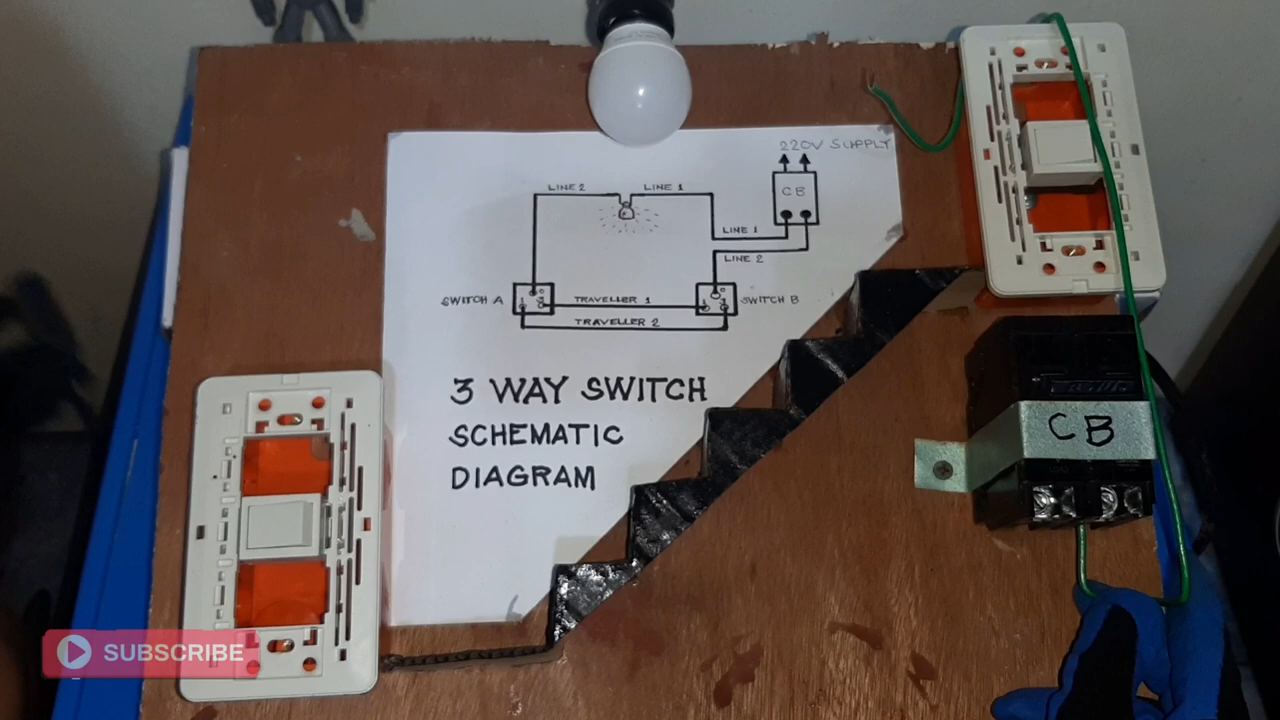 220V SUPPLY
CB
LINE 2
LINE 1
LINE 1
LINE 2
SWITCH A
TRAVELLER 1
SWITCH B
TRAVELLER 2
3 WAY SWITCH
SCHEMATIC
DIAGRAM
CB
SUBSCRIBE